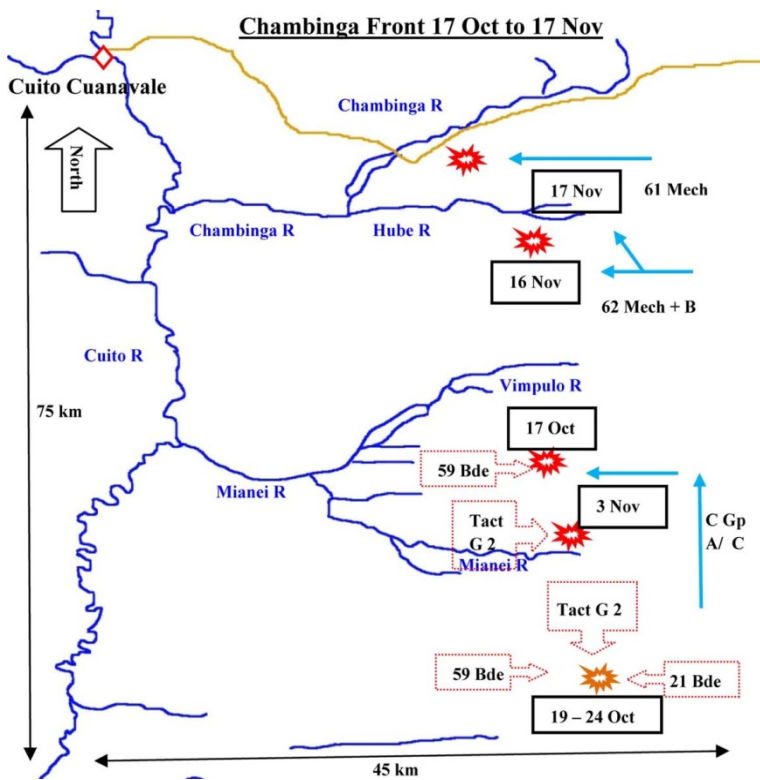 Chambinga Front 17 Oct to 17 Nov
Cuito Cuanavale
North
Chambinga R
17 Nov
61 Mech
Chambinga R
Hube R
16 Nov
62 Mech + B
Cuito R
Vimpulo R
75 km
17 Oct
59 Bde
Mianei R
3 Nov
Tact
G 2
C Gp
A/ C
Mianei R
Tact G 2
59 Bde
21 Bde
19 – 24 Oct
45 km